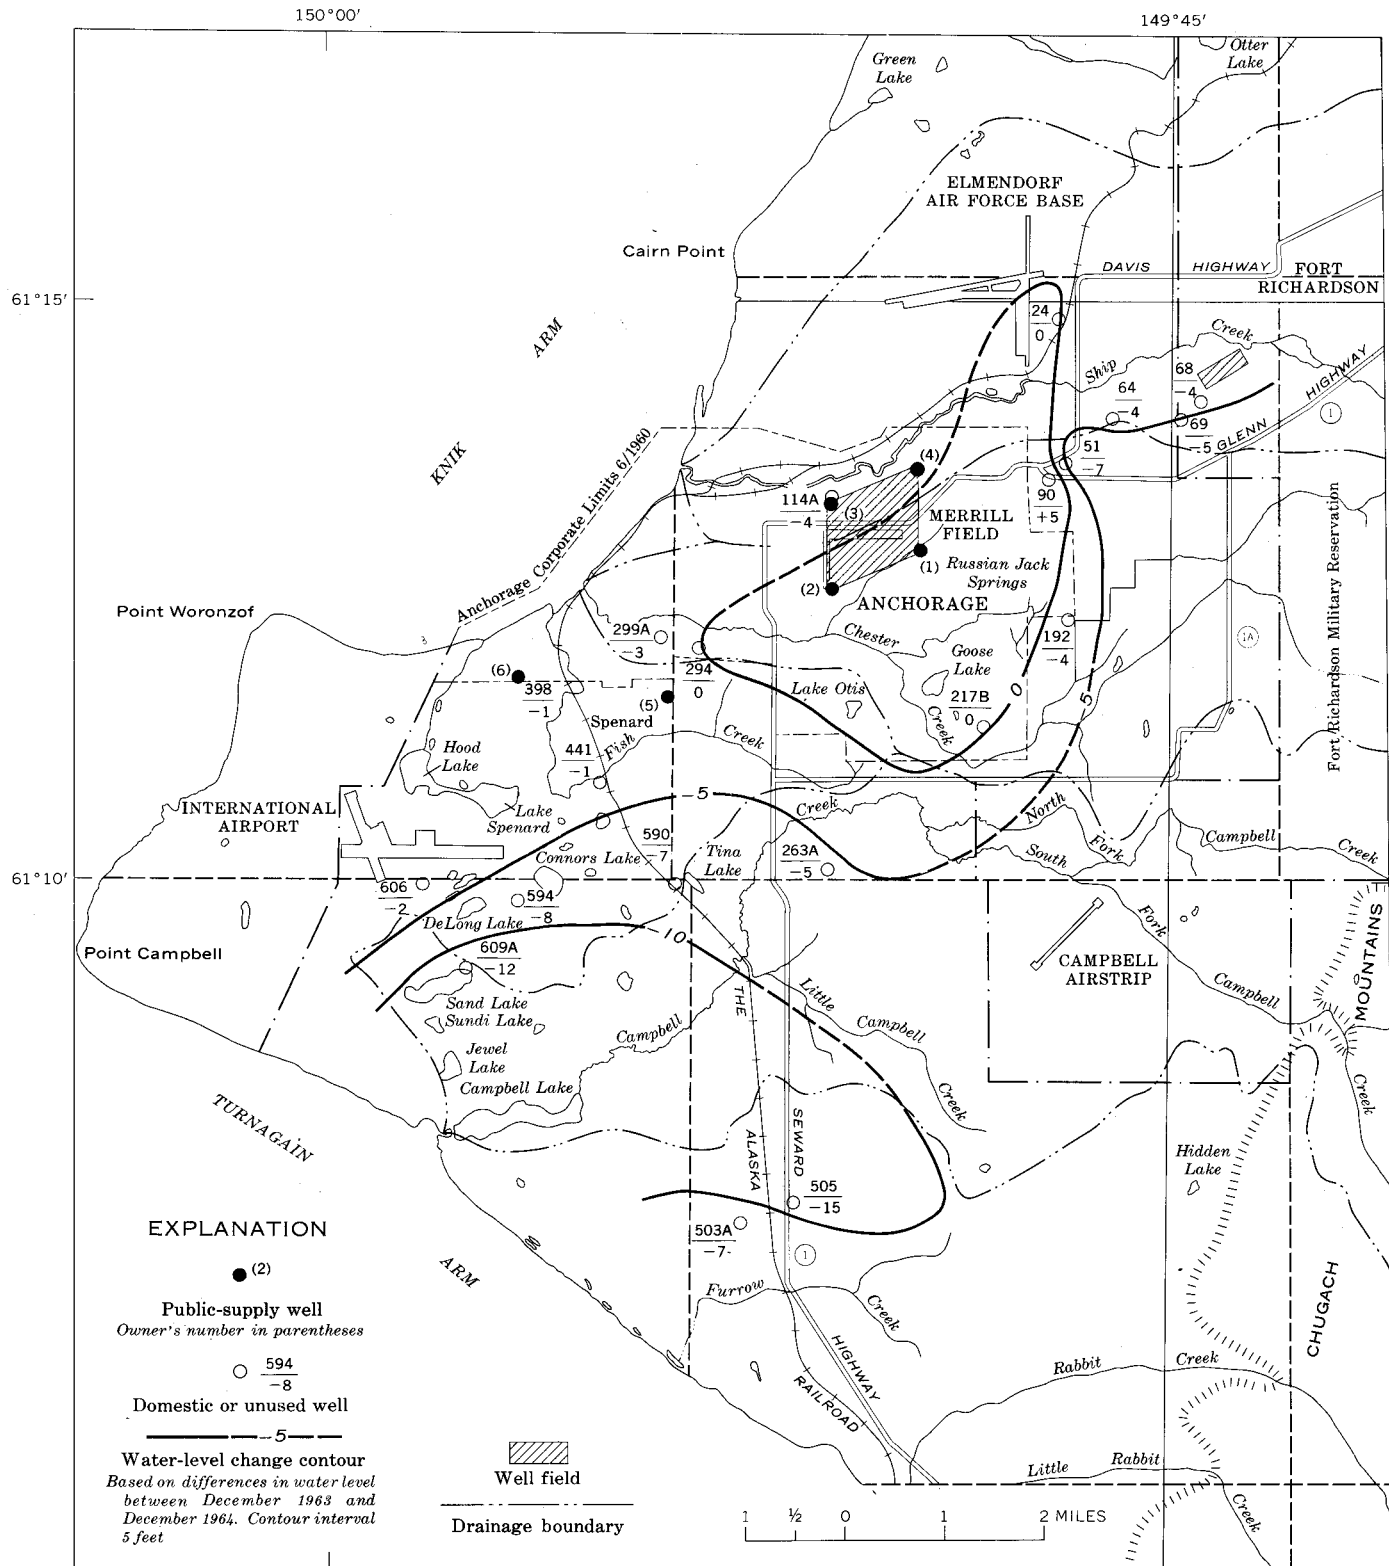 150°00'
149°45'
Otter
Lake
Green
Lake
ELMENDORF
AIR FORCE BASE
Cairn Point
DAVIS HIGHWAY
FORT
RICHARDSON
61°15'
KNIK ARM
24
0
Ship Creek
68
-4
64
-4
69
-5
GLENN HIGHWAY
1
51
-7
90
+5
Anchorage Corporate Limits 6/1960
(4)
114A
-4
(3)
MERRILL
FIELD
(1)
Russian Jack
Springs
(2)
ANCHORAGE
Fort Richardson Military Reservation
1A
Point Woronzof
299A
-3
Chester Creek
192
-4
Goose
Lake
294
0
(6)
398
-1
(5)
Lake Otis
217B
0
0
5
Spenard
441
-1
Fish Creek
Hood
Lake
INTERNATIONAL
AIRPORT
Lake
Spenard
-5
590
-7
Creek
North Fork
Campbell Creek
South Fork
Connors Lake
Tina
Lake
263A
-5
61°10'
606
-2
594
-8
DeLong Lake
-10
Point Campbell
609A
-12
CAMPBELL
AIRSTRIP
Campbell Creek
Sand Lake
Sundi Lake
THE ALASKA RAILROAD
Little Campbell Creek
Campbell
Jewel
Lake
Campbell Lake
SEWARD HIGHWAY
CHUGACH MOUNTAINS
TURNAGAIN ARM
Hidden
Lake
505
-15
503A
-7
1
Furrow Creek
Rabbit Creek
Little Rabbit Creek
EXPLANATION
(2)
Public-supply well
Owner's number in parentheses
594
-8
Domestic or unused well
-5
Water-level change contour
Based on differences in water level
between December 1963 and
December 1964. Contour interval
5 feet
Well field
Drainage boundary
1 ½ 0 1 2 MILES